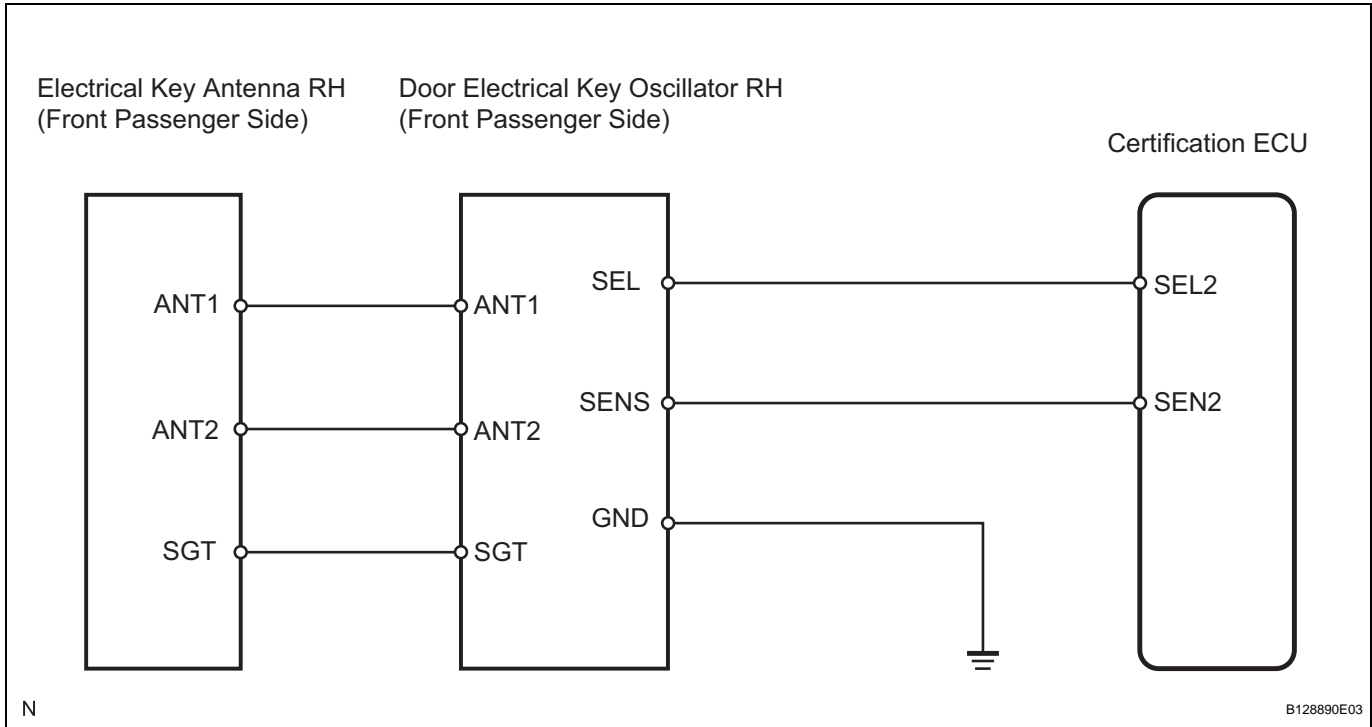 Electrical Key Antenna RH
(Front Passenger Side)
Door Electrical Key Oscillator RH
(Front Passenger Side)
Certification ECU
ANT1
ANT1
SEL
SEL2
ANT2
ANT2
SENS
SEN2
SGT
SGT
GND
N
B128890E03